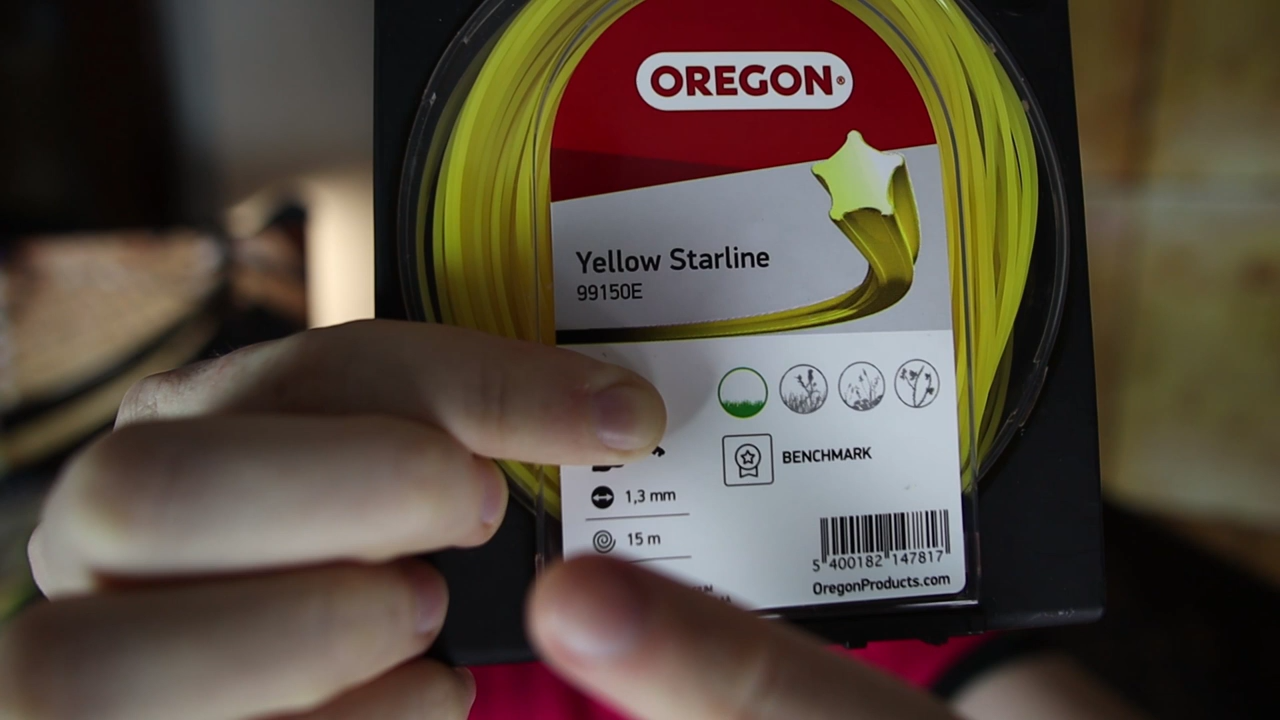 OREGON®
Yellow Starline
99150E
BENCHMARK
1,3 mm
15 m
5 400182 147817
OregonProducts.com